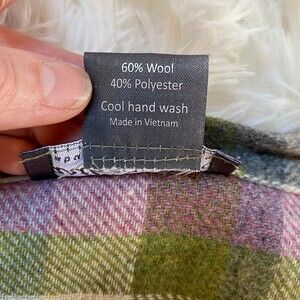 60% Wool
40% Polyester
Cool hand wash
Made in Vietnam